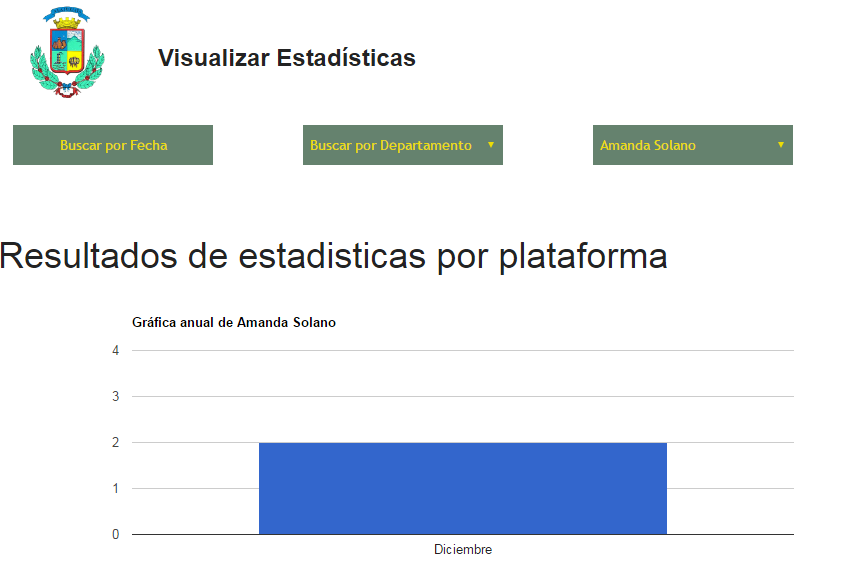 Visualizar Estadísticas
Buscar por Fecha
Buscar por Departamento
Amanda Solano
Resultados de estadisticas por plataforma
Gráfica anual de Amanda Solano
4
3
2
1
0
Diciembre